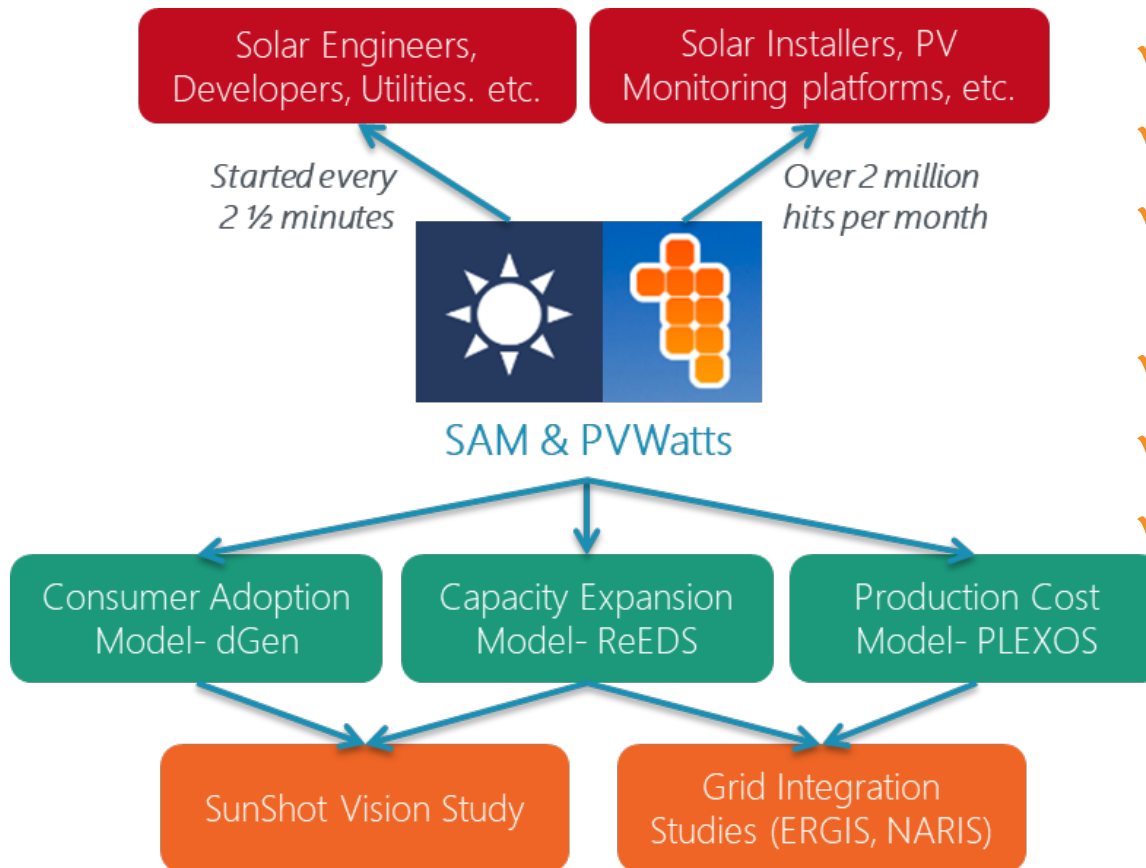 Solar Engineers,
Developers, Utilities. etc.
Solar Installers, PV
Monitoring platforms, etc.
Started every
2 ½ minutes
Over 2 million
hits per month
SAM & PVWatts
Consumer Adoption
Model- dGen
Capacity Expansion
Model- ReEDS
Production Cost
Model- PLEXOS
SunShot Vision Study
Grid Integration
Studies (ERGIS, NARIS)